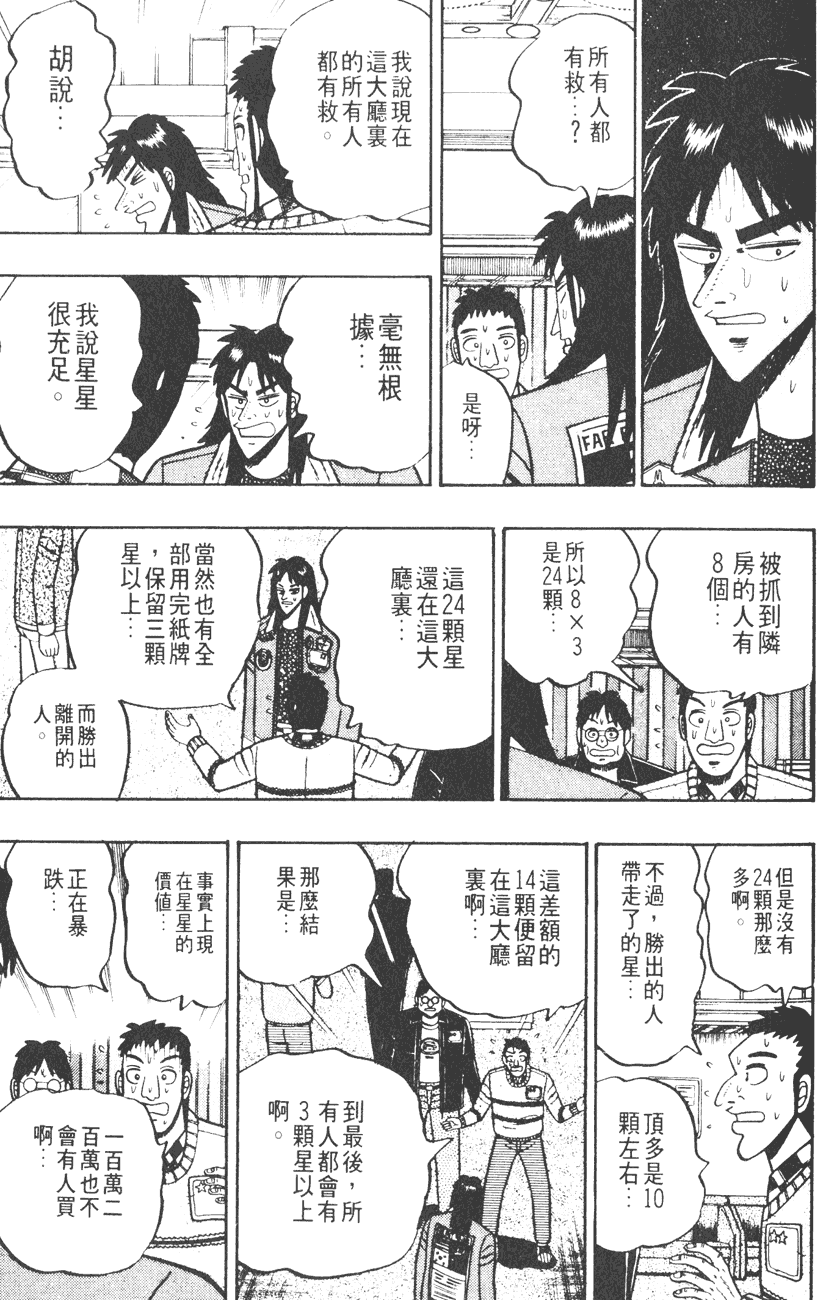 所有人都
有救…?
是呀…
FAR
我說現在
這大廳裏
的所有人
都有救。
胡說…
毫無根
據…
我說星星
很充足。
被抓到隣
房的人有
8個…
所以8×3
是24顆…
這24顆星
還在這大
廳裏…
當然也有全
部用完紙牌
，保留三顆
星以上…
而勝出
離開的
人。
但是沒有
24顆那麼
多啊。
不過，勝出的人
帶走了的星…
頂多是10
顆左右…
這差額的
14顆便留
在這大廳
裏啊…
那麼結
果是…
到最後，所
有人都會有
3顆星以上
啊。
事實上現
在星星的
價值…
正在暴
跌…
一百萬二
百萬也不
會有人買
啊…